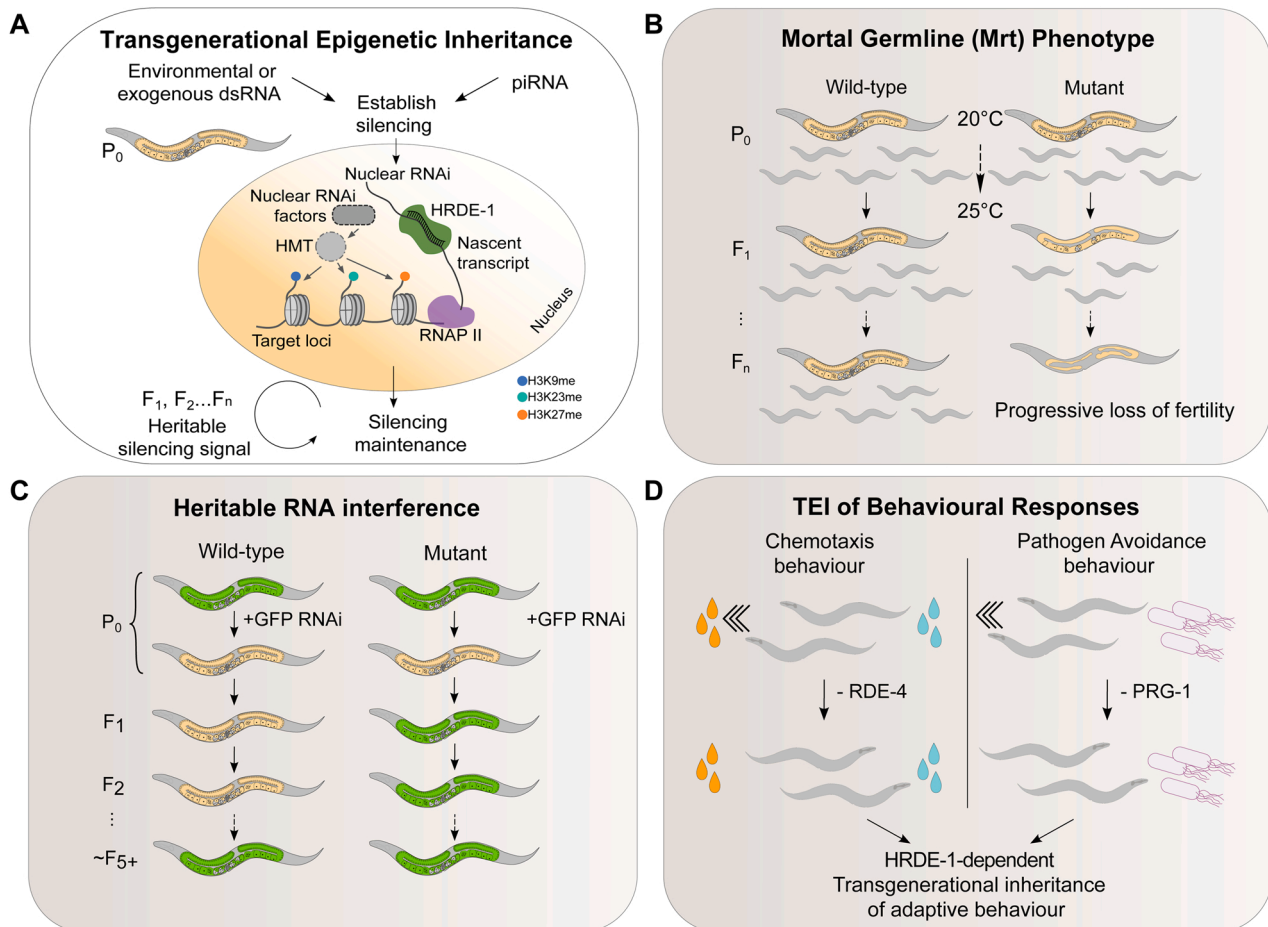 A
Transgenerational Epigenetic Inheritance
Environmental or
exogenous dsRNA
piRNA
Establish
silencing
P0
Nuclear RNAi
Nuclear RNAi
factors
HRDE-1
HMT
Nascent
transcript
Nucleus
Target loci
RNAP II
H3K9me
H3K23me
H3K27me
F1, F2...Fn
Heritable
silencing signal
Silencing
maintenance
B
Mortal Germline (Mrt) Phenotype
Wild-type
Mutant
P0
20°C
25°C
F1
...
Fn
Progressive loss of fertility
C
Heritable RNA interference
Wild-type
Mutant
P0
+GFP RNAi
+GFP RNAi
F1
F2
...
~F5+
D
TEI of Behavioural Responses
Chemotaxis
behaviour
Pathogen Avoidance
behaviour
- RDE-4
- PRG-1
HRDE-1-dependent
Transgenerational inheritance
of adaptive behaviour